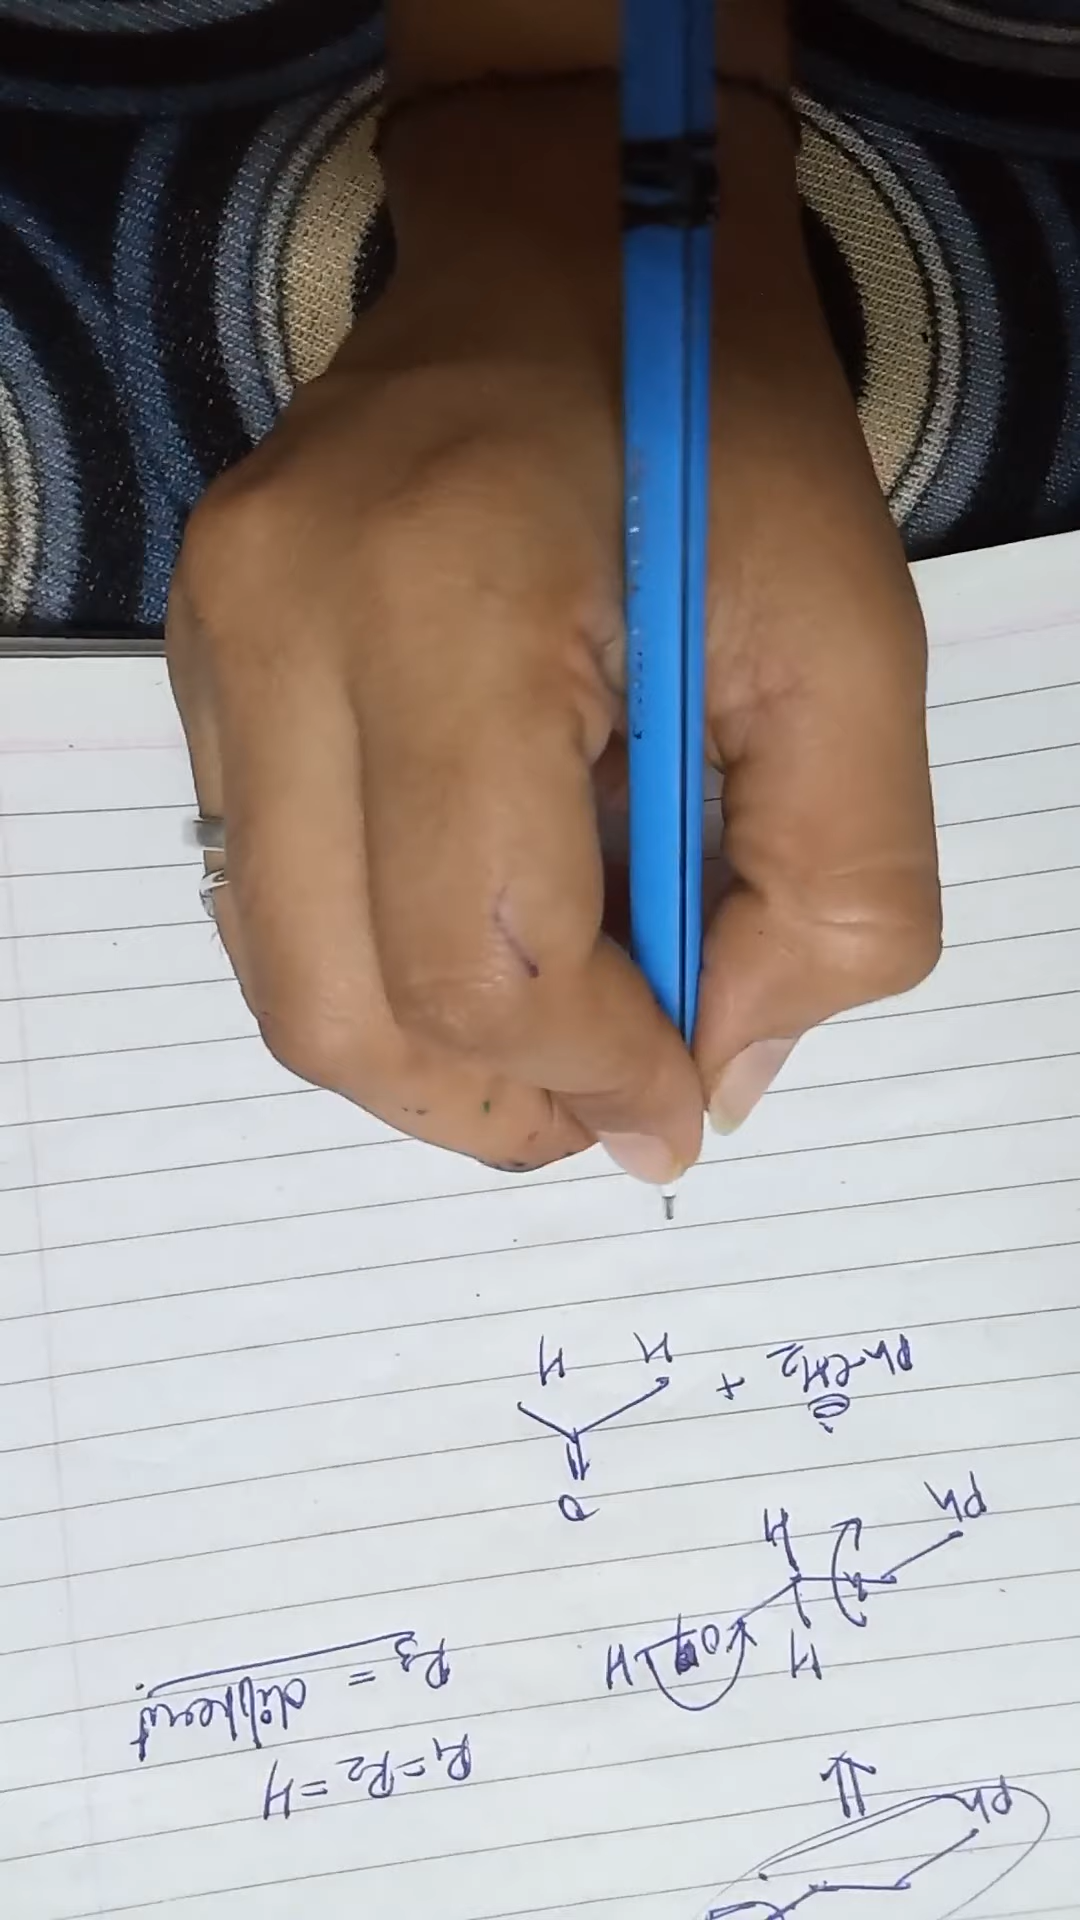 Ph
R₁=R₂=H
R₃ = different
H
O
H
H
Ph
O
Ph-CH₂ + H H